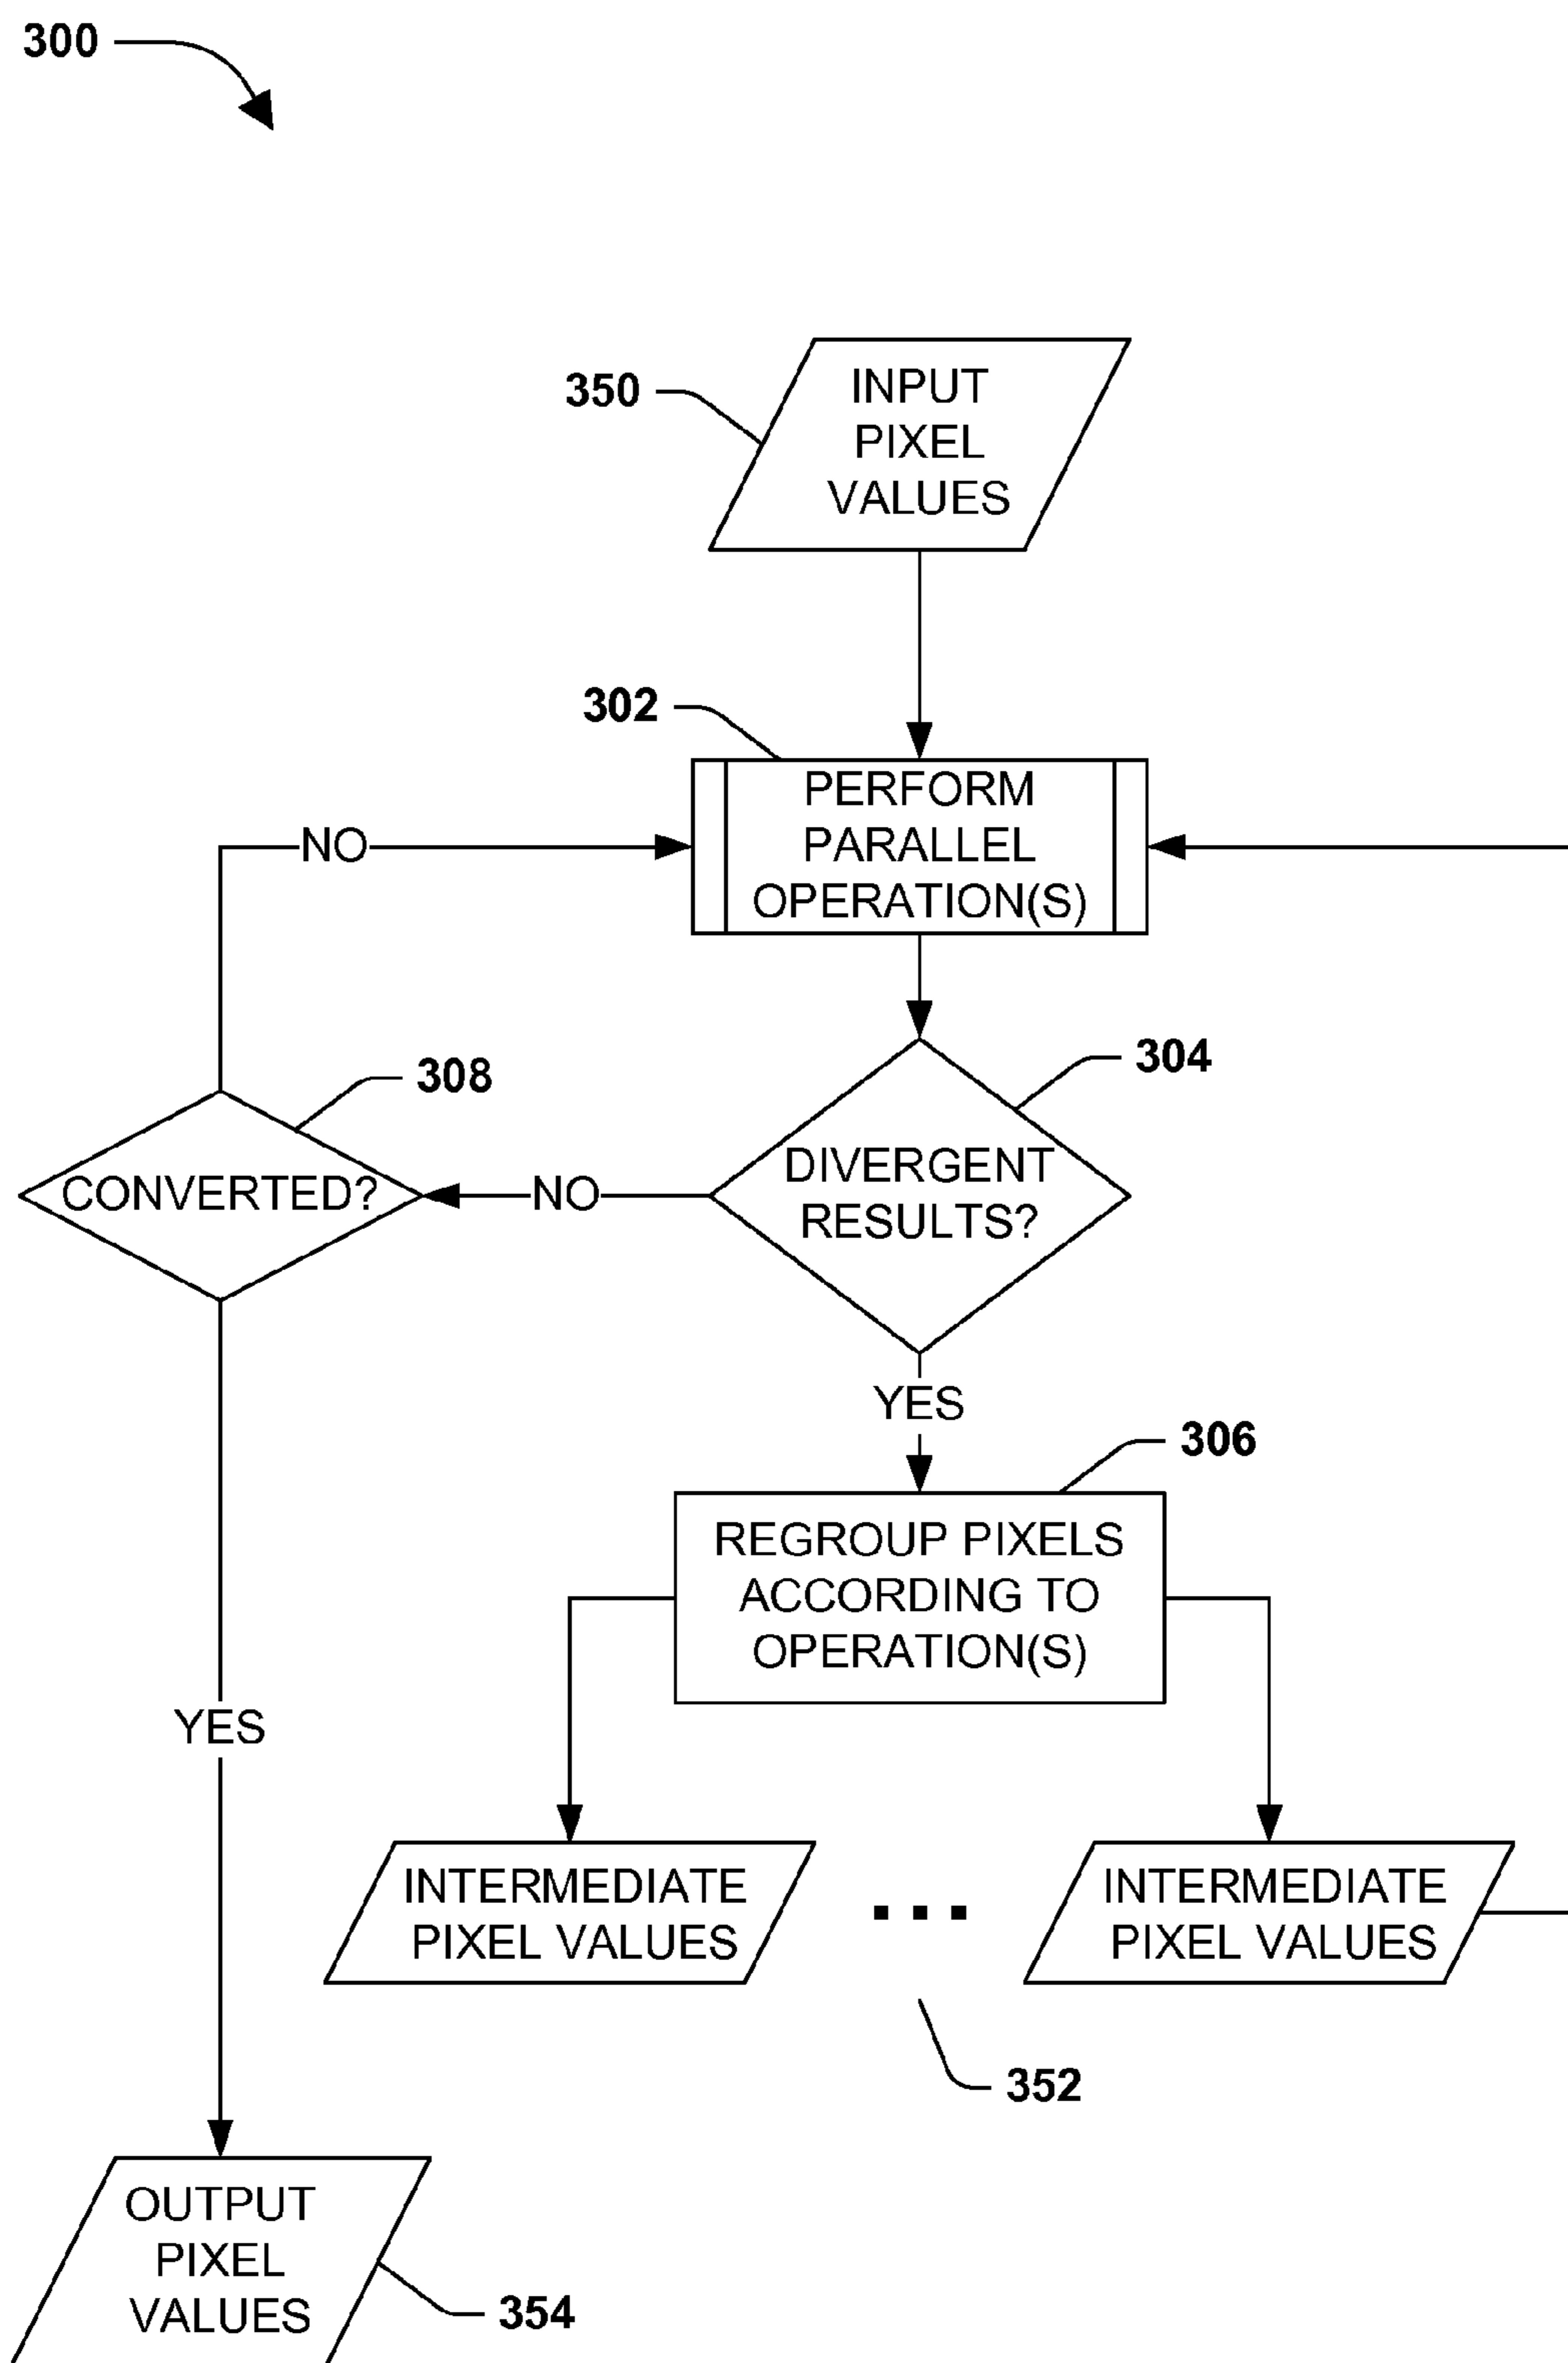 300
350
INPUT
PIXEL
VALUES
302
PERFORM
PARALLEL
OPERATION(S)
NO
304
308
DIVERGENT
RESULTS?
CONVERTED?
NO
YES
306
REGROUP PIXELS
ACCORDING TO
OPERATION(S)
YES
INTERMEDIATE
PIXEL VALUES
INTERMEDIATE
PIXEL VALUES
352
OUTPUT
PIXEL
VALUES
354